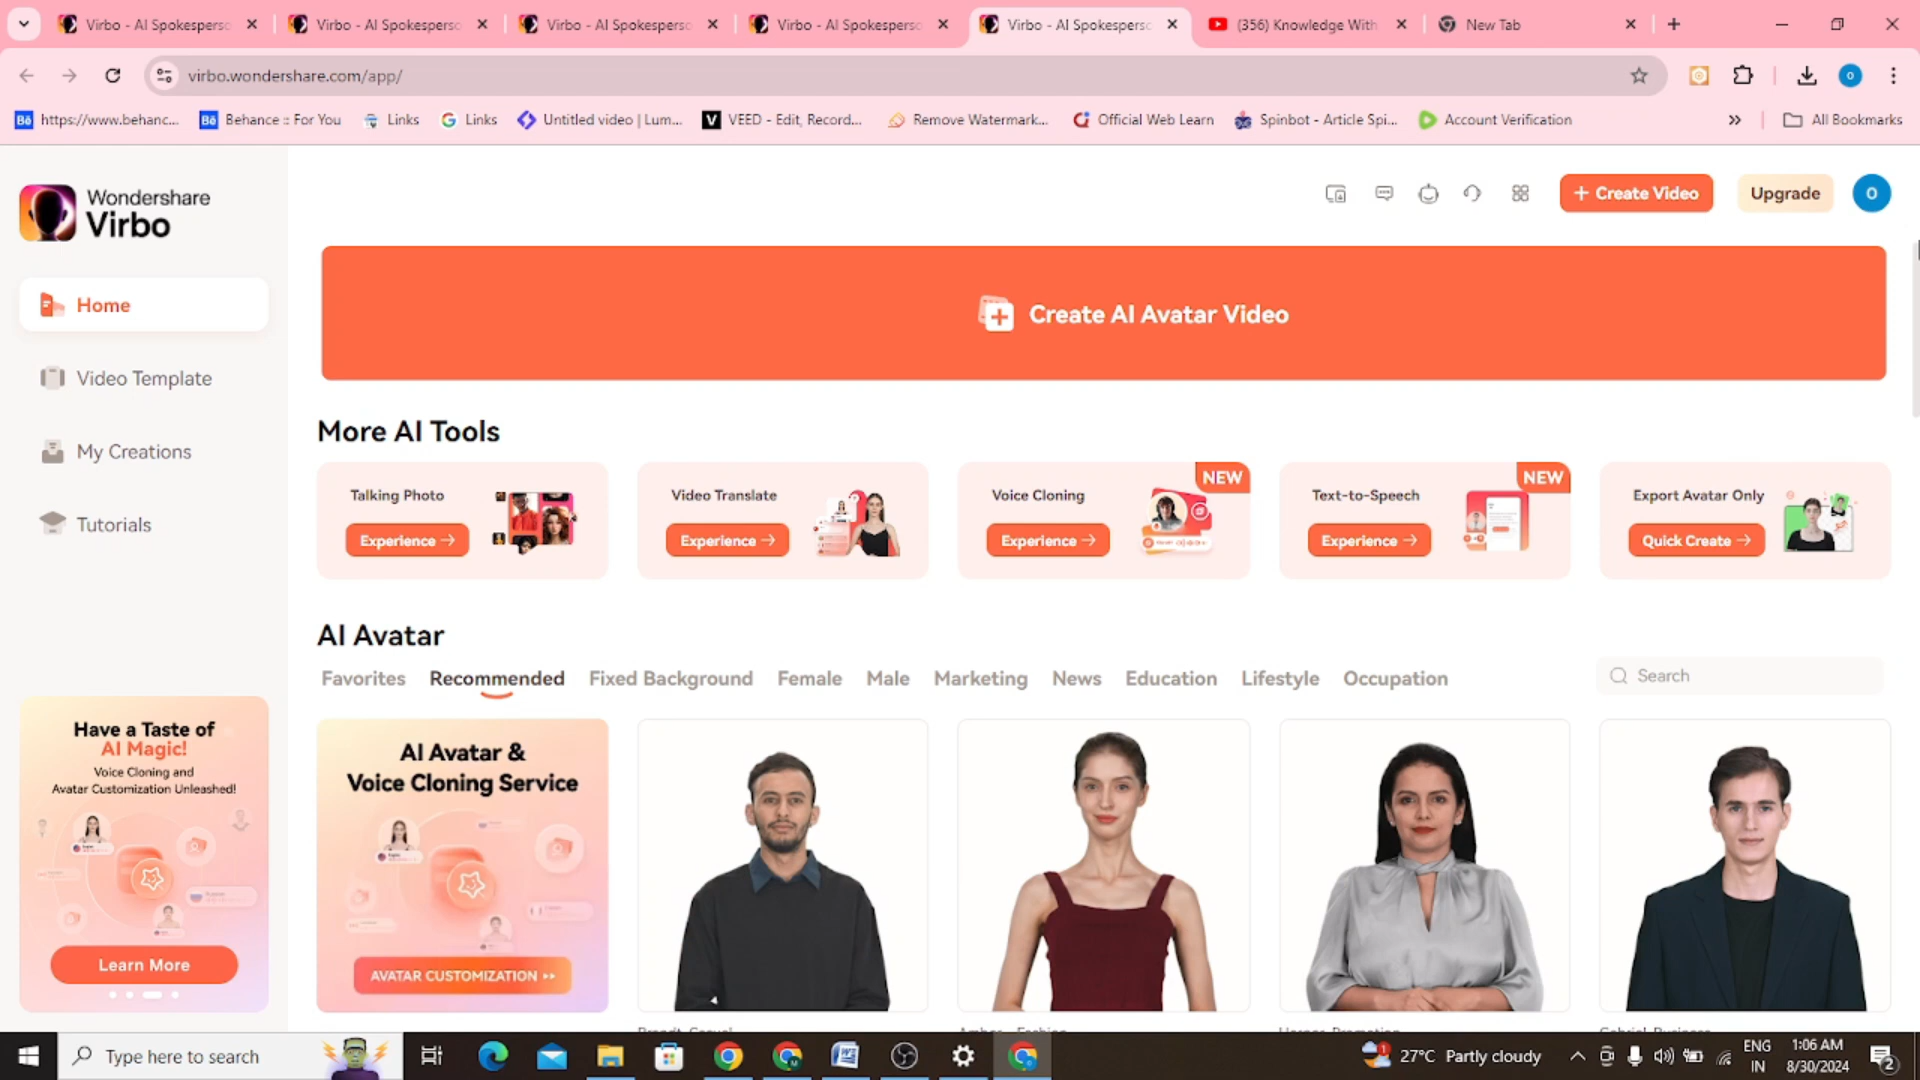 Virbo - AI Spokesperso
Virbo - AI Spokesperso
Virbo - AI Spokesperso
Virbo - AI Spokesperso
Virbo - AI Spokesperso
(356) Knowledge With
New Tab
virbo.wondershare.com/app/
https://www.behanc...
Behance :: For You
Links
Links
Untitled video | Lum...
VEED - Edit, Record...
Remove Watermark...
Official Web Learn
Spinbot - Article Spi...
Account Verification
All Bookmarks
Wondershare
Virbo
+ Create Video
Upgrade
O
Home
Video Template
My Creations
Tutorials
Create AI Avatar Video
More AI Tools
Talking Photo
Experience →
Video Translate
Experience →
Voice Cloning
NEW
Experience →
Text-to-Speech
NEW
Experience →
Export Avatar Only
Quick Create →
AI Avatar
Favorites
Recommended
Fixed Background
Female
Male
Marketing
News
Education
Lifestyle
Occupation
Search
Have a Taste of
AI Magic!
Voice Cloning and
Avatar Customization Unleashed!
Learn More
AI Avatar &
Voice Cloning Service
AVATAR CUSTOMIZATION
Type here to search
27°C Partly cloudy
ENG
IN
1:06 AM
8/30/2024
2